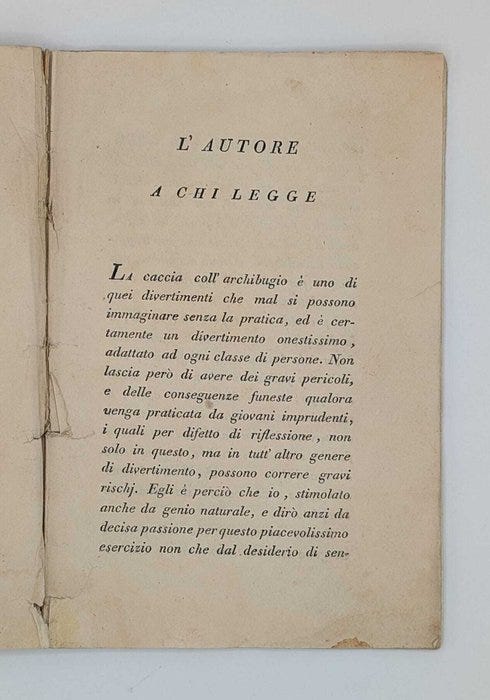 L' AUTORE
A CHI LEGGE
LA caccia coll' archibugio è uno di
quei divertimenti che mal si possono
immaginare senza la pratica, ed è cer-
tamente un divertimento onestissimo,
adattato ad ogni classe di persone. Non
lascia però di avere dei gravi pericoli,
e delle conseguenze funeste qualora
venga praticata da giovani imprudenti,
i quali per difetto di riflessione, non
solo in questo, ma in tutt' altro genere
di divertimento, possono correre gravi
rischj. Egli è perciò che io, stimolato
anche da genio naturale, e dirò anzi da
decisa passione per questo piacevolissimo
esercizio non che dal desiderio di sen-